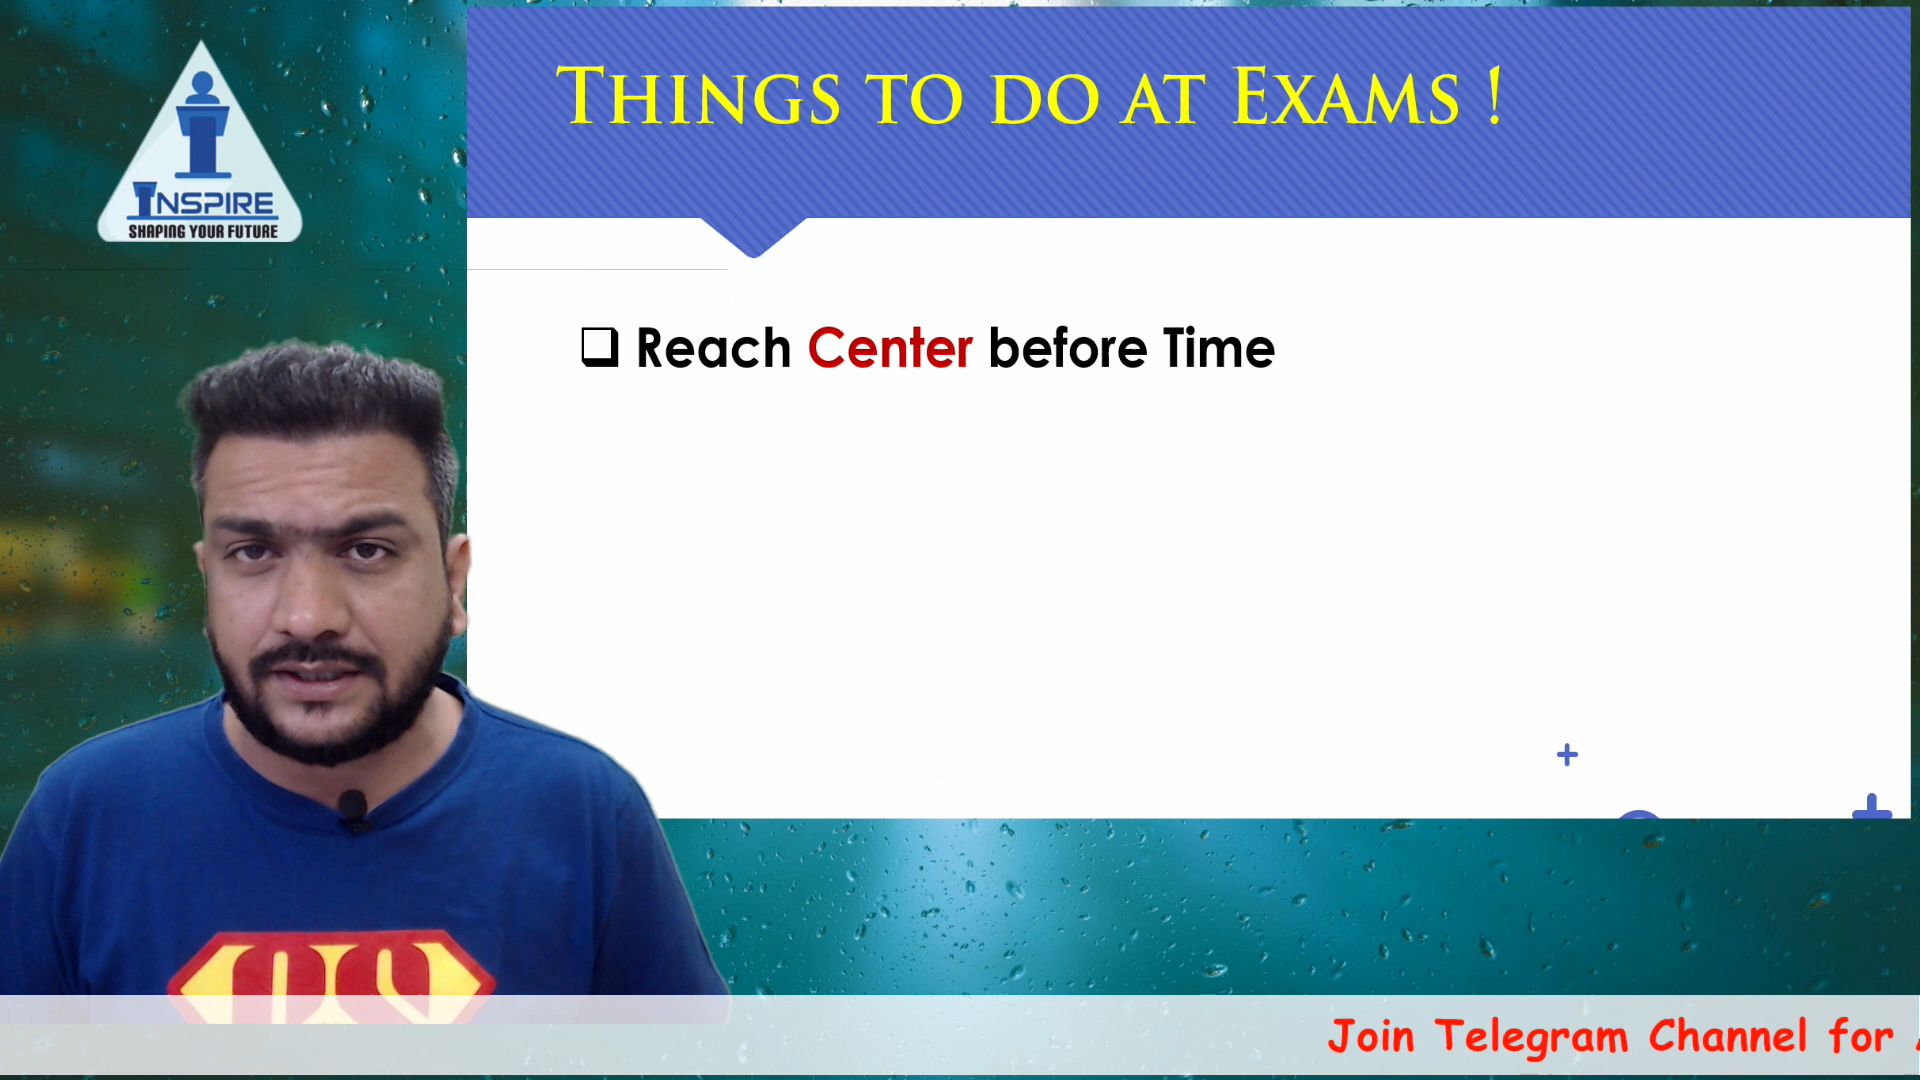 THINGS TO DO AT EXAMS !
INSPIRE
SHAPING YOUR FUTURE
Reach Center before Time
Join Telegram Channel for